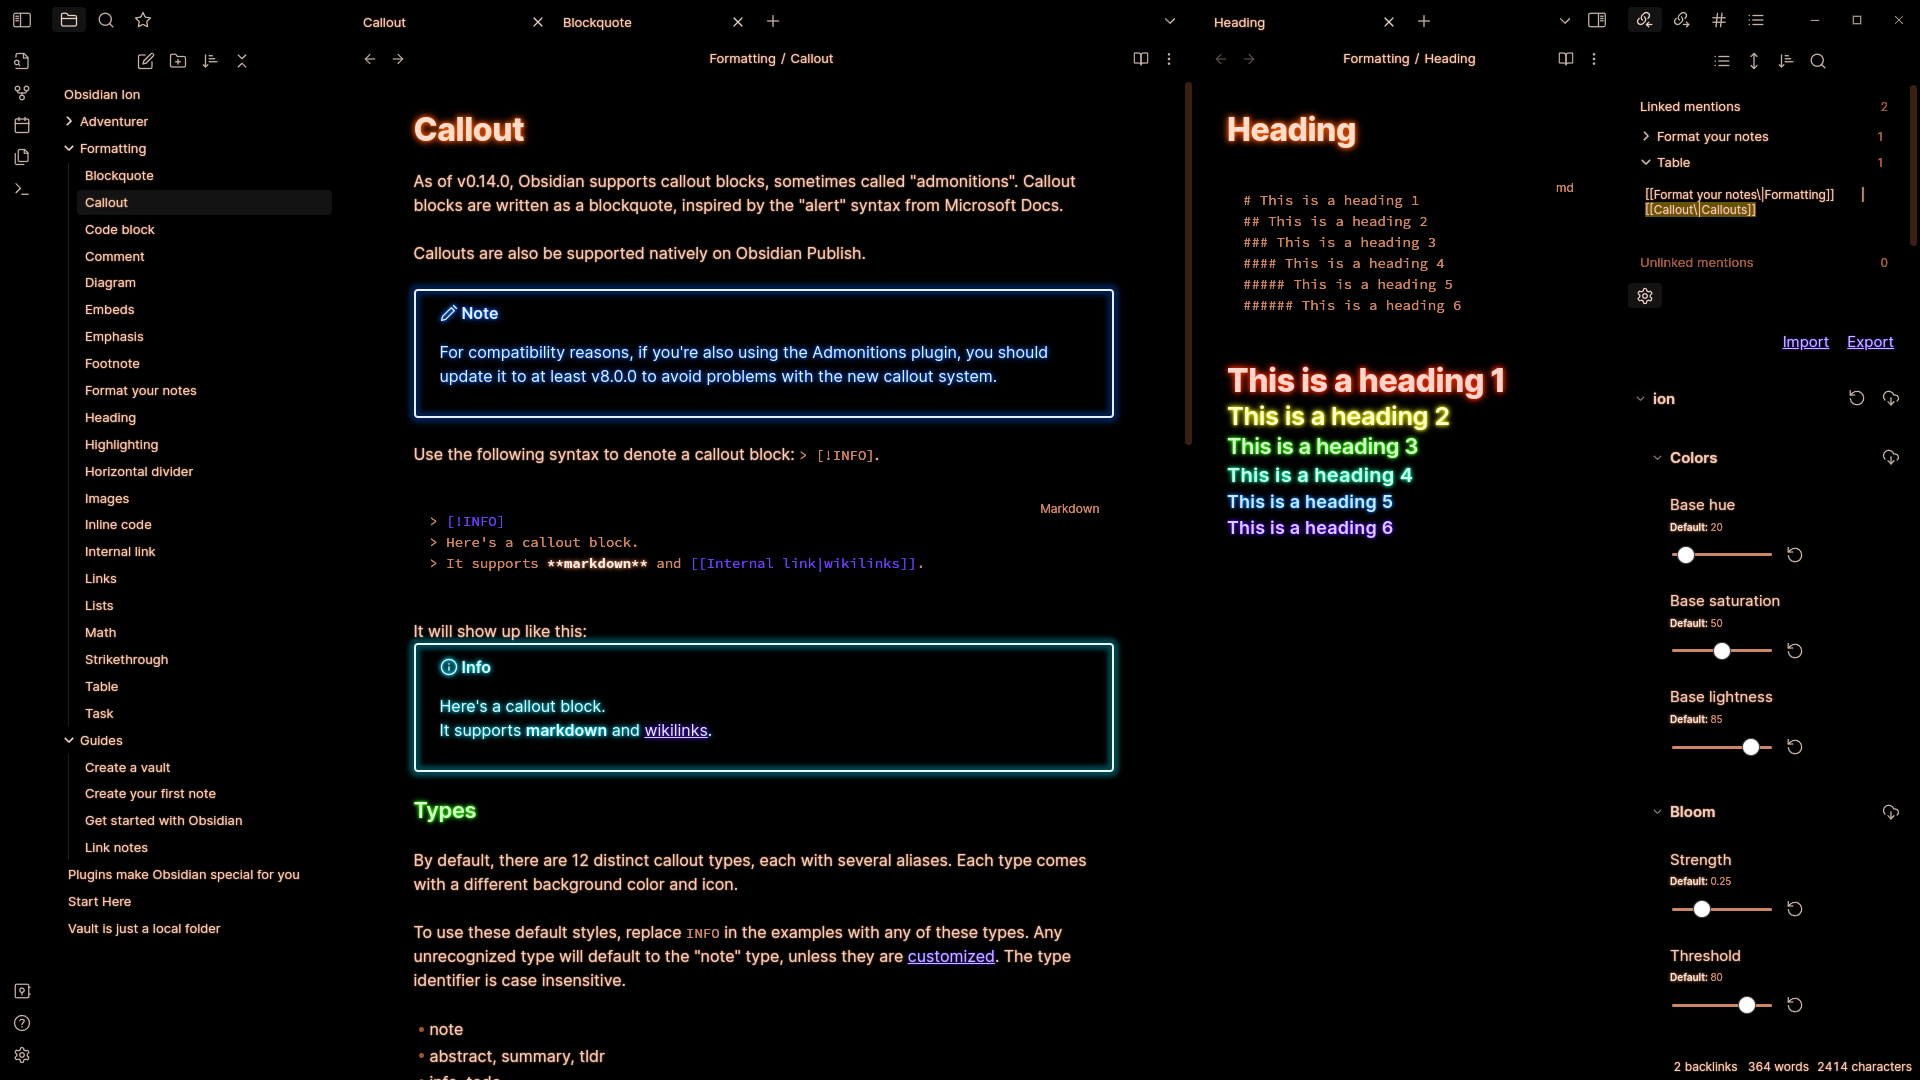 Callout
Blockquote
Heading
Formatting / Callout
Formatting / Heading
Obsidian Ion
Adventurer
Formatting
Blockquote
Callout
Code block
Comment
Diagram
Embeds
Emphasis
Footnote
Format your notes
Heading
Highlighting
Horizontal divider
Images
Inline code
Internal link
Links
Lists
Math
Strikethrough
Table
Task
Guides
Create a vault
Create your first note
Get started with Obsidian
Link notes
Plugins make Obsidian special for you
Start Here
Vault is just a local folder
Callout
As of v0.14.0, Obsidian supports callout blocks, sometimes called "admonitions". Callout
blocks are written as a blockquote, inspired by the "alert" syntax from Microsoft Docs.
Callouts are also be supported natively on Obsidian Publish.
Note
For compatibility reasons, if you're also using the Admonitions plugin, you should
update it to at least v8.0.0 to avoid problems with the new callout system.
Use the following syntax to denote a callout block: > [!INFO].
Markdown
> [!INFO]
> Here's a callout block.
> It supports **markdown** and [[Internal link|wikilinks]].
It will show up like this:
Info
Here's a callout block.
It supports markdown and wikilinks.
Types
By default, there are 12 distinct callout types, each with several aliases. Each type comes
with a different background color and icon.
To use these default styles, replace INFO in the examples with any of these types. Any
unrecognized type will default to the "note" type, unless they are customized. The type
identifier is case insensitive.
• note
• abstract, summary, tldr
• info, todo
Heading
md
# This is a heading 1
## This is a heading 2
### This is a heading 3
#### This is a heading 4
##### This is a heading 5
###### This is a heading 6
This is a heading 1
This is a heading 2
This is a heading 3
This is a heading 4
This is a heading 5
This is a heading 6
Linked mentions 2
Format your notes 1
Table 1
[[Format your notes\|Formatting]] |
[[Callout\|Callouts]]
Unlinked mentions 0
Import Export
ion
Colors
Base hue
Default: 20
Base saturation
Default: 50
Base lightness
Default: 85
Bloom
Strength
Default: 0.25
Threshold
Default: 80
2 backlinks 364 words 2414 characters